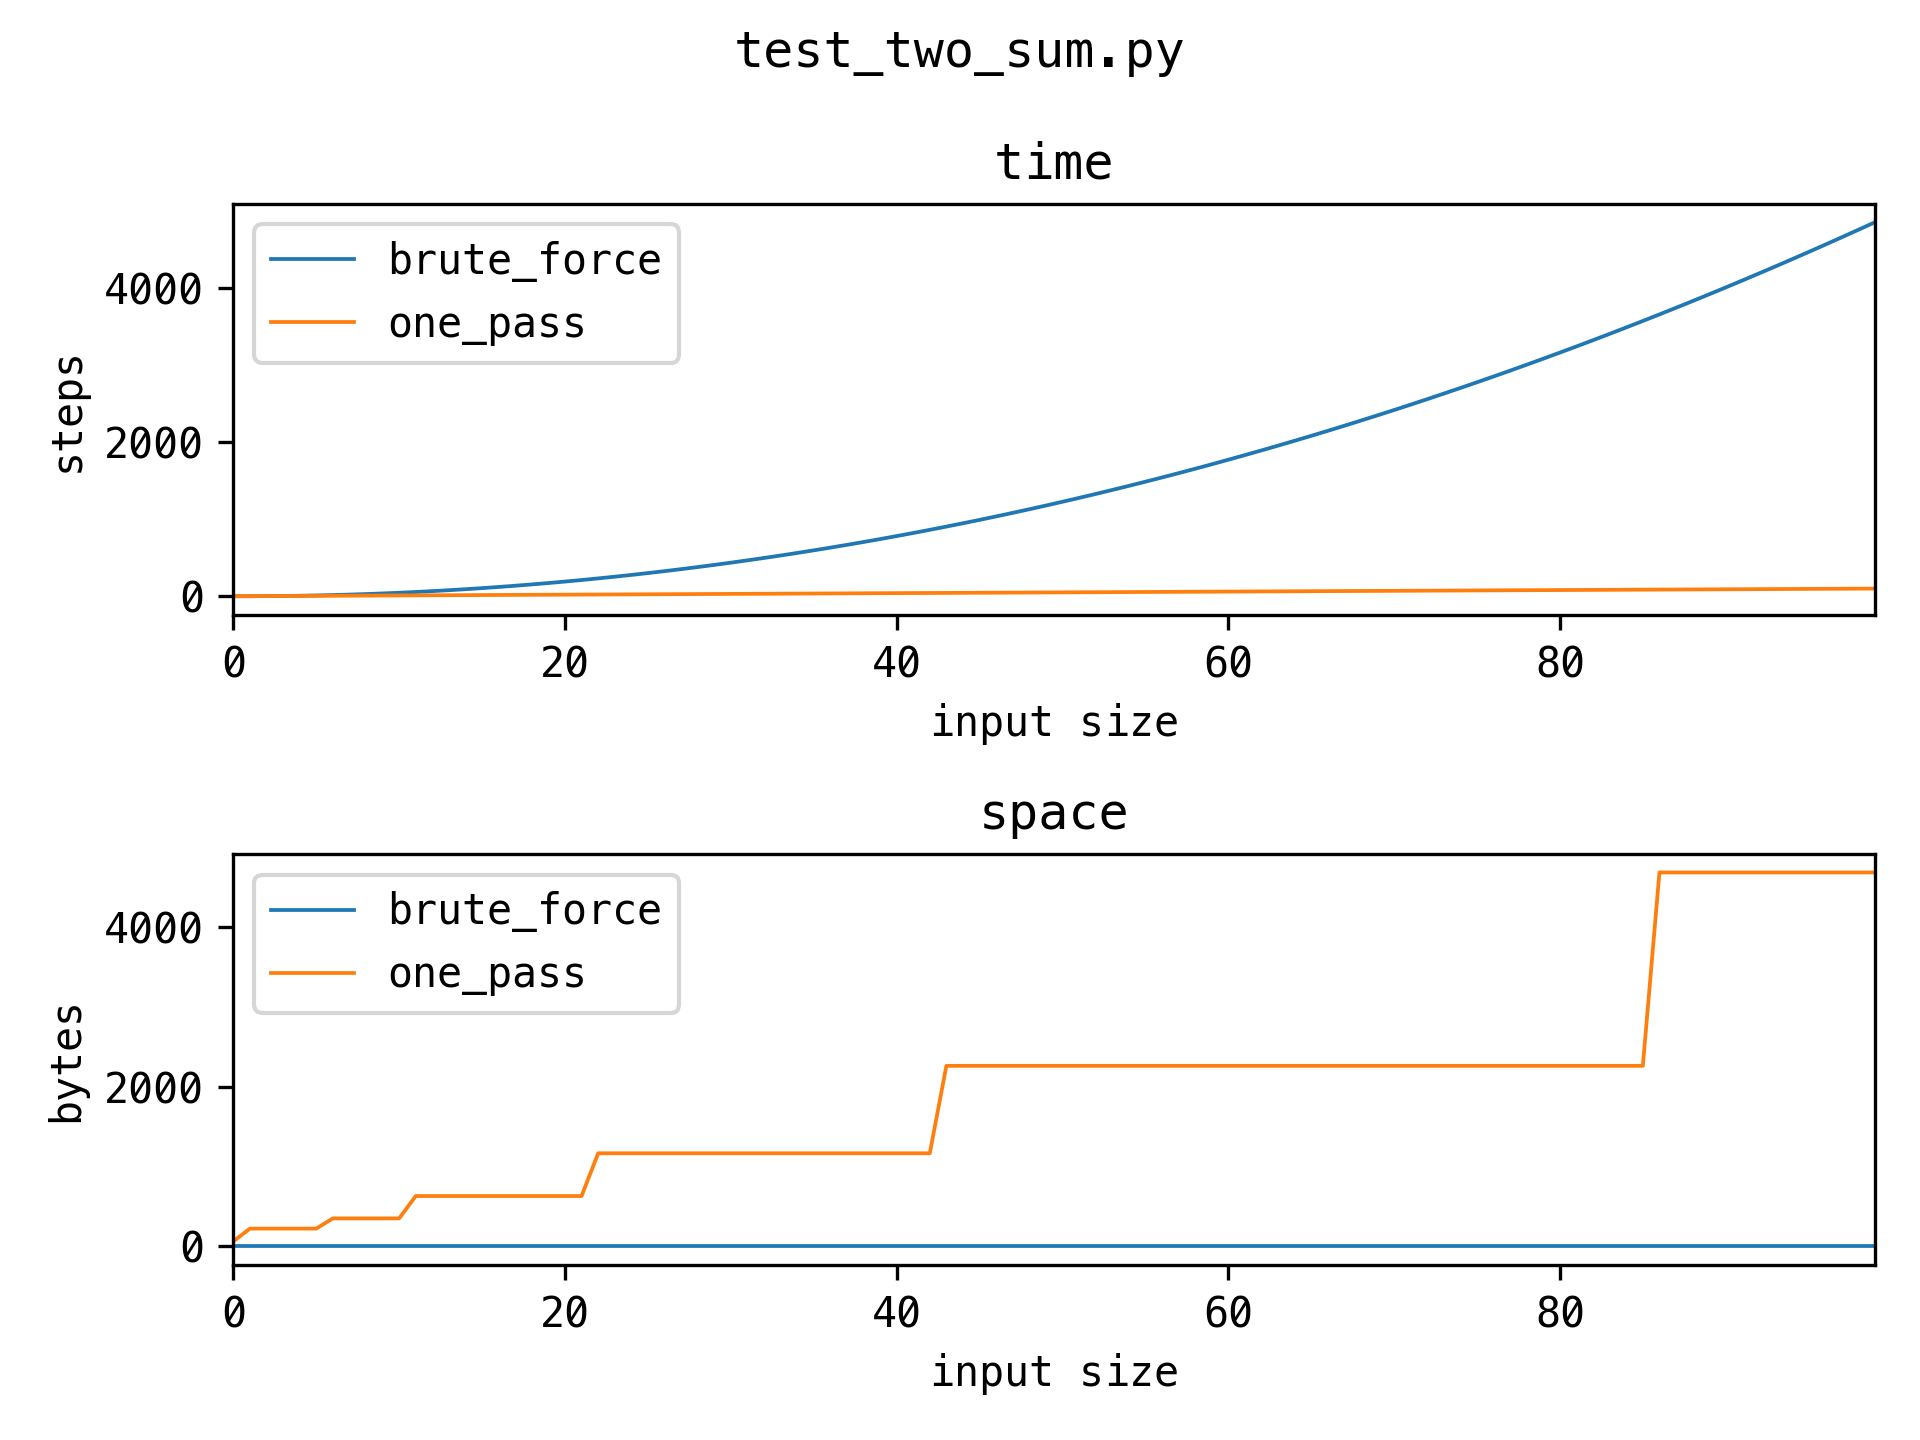 test_two_sum.py
time
brute_force
one_pass
steps
4000
2000
0
0 20 40 60 80
input size
space
brute_force
one_pass
bytes
4000
2000
0
0 20 40 60 80
input size